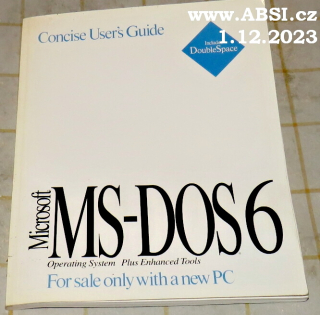 www.ABSI.cz
1.12.2023
Concise User's Guide
Includes
DoubleSpace
Microsoft
MS-DOS 6
Operating System Plus Enhanced Tools
For sale only with a new PC